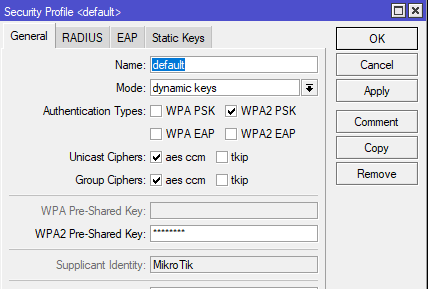 Security Profile <default>
General RADIUS EAP Static Keys
OK
Name: default
Cancel
Mode: dynamic keys
Apply
Authentication Types: WPA PSK WPA2 PSK
Comment
WPA EAP WPA2 EAP
Copy
Unicast Ciphers: aes ccm tkip
Group Ciphers: aes ccm tkip
Remove
WPA Pre-Shared Key:
WPA2 Pre-Shared Key: ********
Supplicant Identity: MikroTik